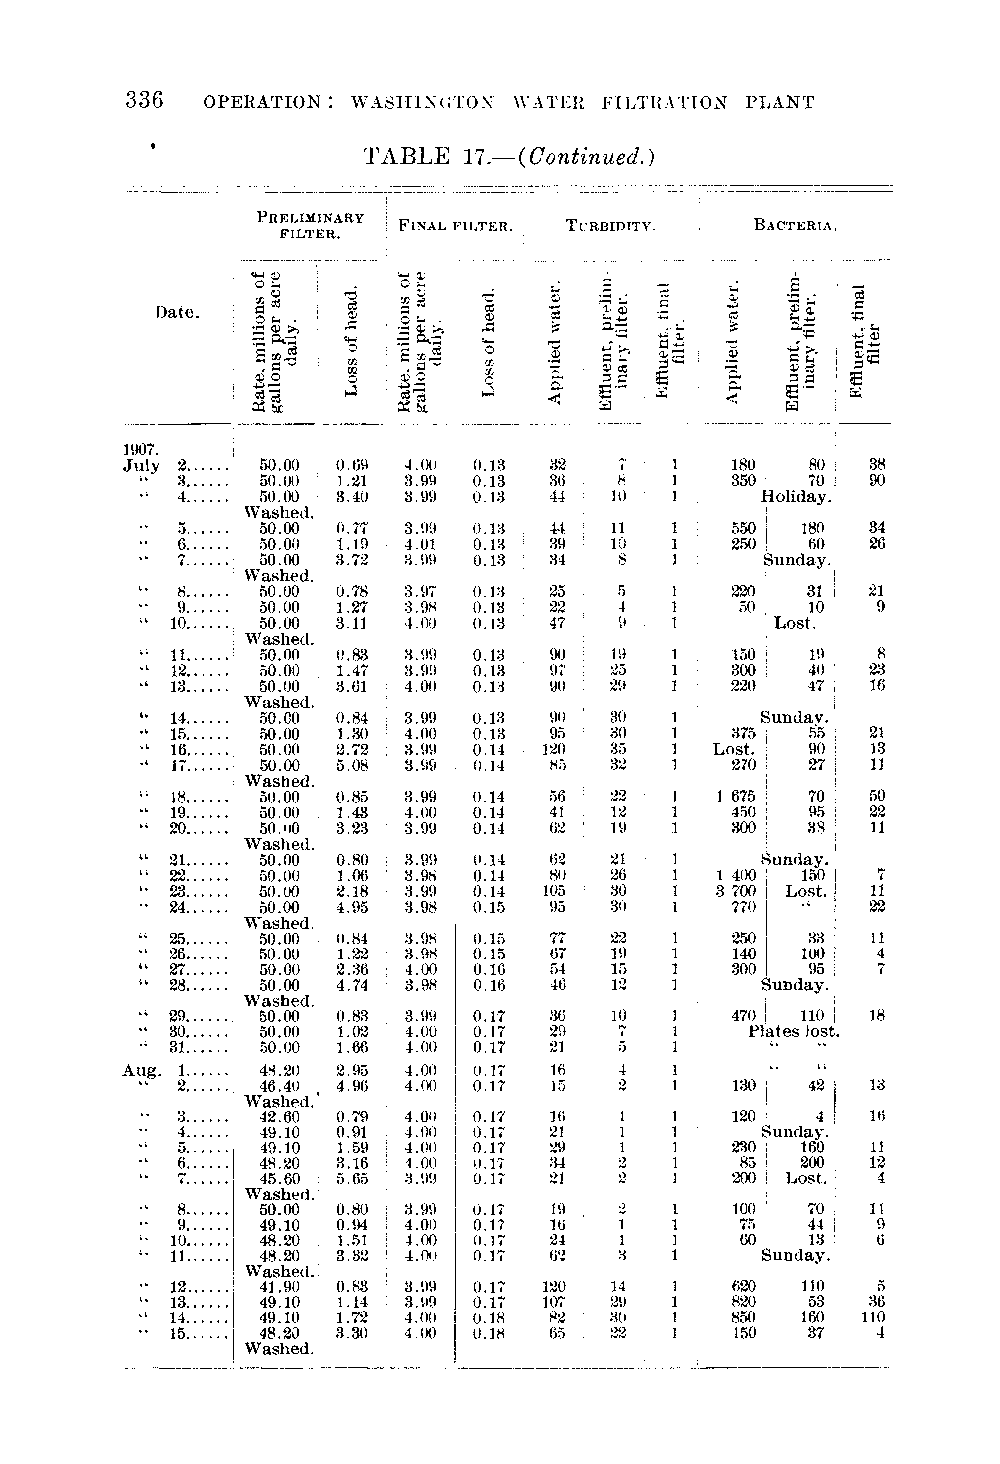 336 OPERATION: WASHINGTON WATER FILTRATION PLANT
TABLE 17.—(Continued.)
PRELIMINARY FILTER. FINAL FILTER. TURBIDITY. BACTERIA.
Date. Rate, millions of gallons per acre daily. Loss of head. Rate, millions of gallons per acre daily. Loss of head. Applied water. Effluent, preliminary filter. Effluent, final filter. Applied water. Effluent, prelim-inary filter. Effluent, final filter
1907.
July 2...... 50.00 0.69 4.00 0.13 32 7 1 180 80 38
" 3...... 50.00 1.21 3.99 0.13 36 8 1 350 70 90
" 4...... 50.00 3.40 3.99 0.13 44 10 1 Holiday.
Washed.
" 5...... 50.00 0.77 3.99 0.13 44 11 1 550 180 34
" 6...... 50.00 1.19 4.01 0.13 39 10 1 250 60 26
" 7...... 50.00 3.72 3.99 0.13 34 8 1 Sunday.
Washed.
" 8...... 50.00 0.78 3.97 0.13 25 5 1 220 31 21
" 9...... 50.00 1.27 3.98 0.13 22 4 1 50 10 9
" 10...... 50.00 3.11 4.00 0.13 47 9 1 Lost.
Washed.
" 11...... 50.00 0.83 3.99 0.13 90 19 1 150 19 8
" 12...... 50.00 1.47 3.99 0.13 97 25 1 300 40 23
" 13...... 50.00 3.61 4.00 0.13 90 29 1 220 47 16
Washed.
" 14...... 50.00 0.84 3.99 0.13 90 30 1 Sunday.
" 15...... 50.00 1.30 4.00 0.13 95 30 1 375 55 21
" 16...... 50.00 2.72 3.99 0.14 120 35 1 Lost. 90 13
" 17...... 50.00 5.08 3.99 0.14 85 32 1 270 27 11
Washed.
" 18...... 50.00 0.85 3.99 0.14 56 22 1 1 675 70 50
" 19...... 50.00 1.43 4.00 0.14 41 12 1 450 95 22
" 20...... 50.00 3.23 3.99 0.14 62 19 1 300 38 11
Washed.
" 21...... 50.00 0.80 3.99 0.14 62 21 1 Sunday.
" 22...... 50.00 1.06 3.98 0.14 80 26 1 1 400 150 7
" 23...... 50.00 2.18 3.99 0.14 105 30 1 3 700 Lost. 11
" 24...... 50.00 4.95 3.98 0.15 95 30 1 770 " 22
Washed.
" 25...... 50.00 0.84 3.98 0.15 77 22 1 250 33 11
" 26...... 50.00 1.22 3.98 0.15 67 19 1 140 100 4
" 27...... 50.00 2.36 4.00 0.16 54 15 1 300 95 7
" 28...... 50.00 4.74 3.98 0.16 46 12 1 Sunday.
Washed.
" 29...... 50.00 0.83 3.99 0.17 36 10 1 470 110 18
" 30...... 50.00 1.02 4.00 0.17 29 7 1 Plates lost.
" 31...... 50.00 1.66 4.00 0.17 21 5 1 " "
Aug. 1...... 48.20 2.95 4.00 0.17 16 4 1 " "
" 2...... 46.40 4.96 4.00 0.17 15 2 1 130 42 13
Washed.
" 3...... 42.60 0.79 4.00 0.17 16 1 1 120 4 16
" 4...... 49.10 0.91 4.00 0.17 21 1 1 Sunday.
" 5...... 49.10 1.59 4.00 0.17 29 1 1 230 160 11
" 6...... 48.20 3.16 4.00 0.17 34 2 1 85 200 12
" 7...... 45.60 5.65 3.99 0.17 21 2 1 200 Lost. 4
Washed.
" 8...... 50.00 0.80 3.99 0.17 19 2 1 100 70 11
" 9...... 49.10 0.94 4.00 0.17 16 1 1 75 44 9
" 10...... 48.20 1.51 4.00 0.17 24 1 1 60 13 6
" 11...... 48.20 3.32 4.00 0.17 62 3 1 Sunday.
Washed.
" 12...... 41.90 0.83 3.99 0.17 120 14 1 620 110 5
" 13...... 49.10 1.14 3.99 0.17 107 29 1 820 53 36
" 14...... 49.10 1.72 4.00 0.18 82 30 1 850 160 110
" 15...... 48.20 3.30 4.00 0.18 65 22 1 150 37 4
Washed.